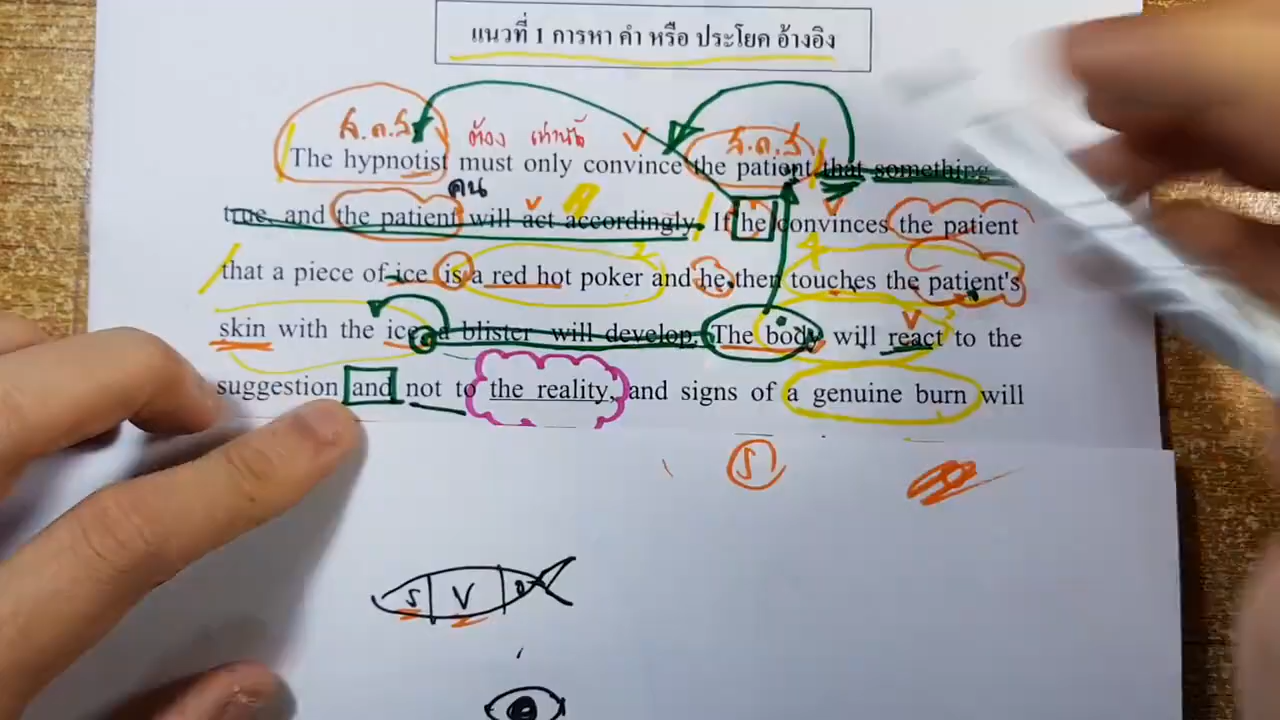 แนวที่ 1 การหา คำ หรือ ประโยค อ้างอิง
ส.ค.ส ต้อง เท่านั้น V ส.ค.ส
The hypnotist must only convince the patient that something
คน
true, and the patient will act accordingly. If he convinces the patient
that a piece of ice is a red hot poker and he then touches the patient's
skin with the ice, a blister will develop. The body will react to the
suggestion and not to the reality, and signs of a genuine burn will
S
S V O